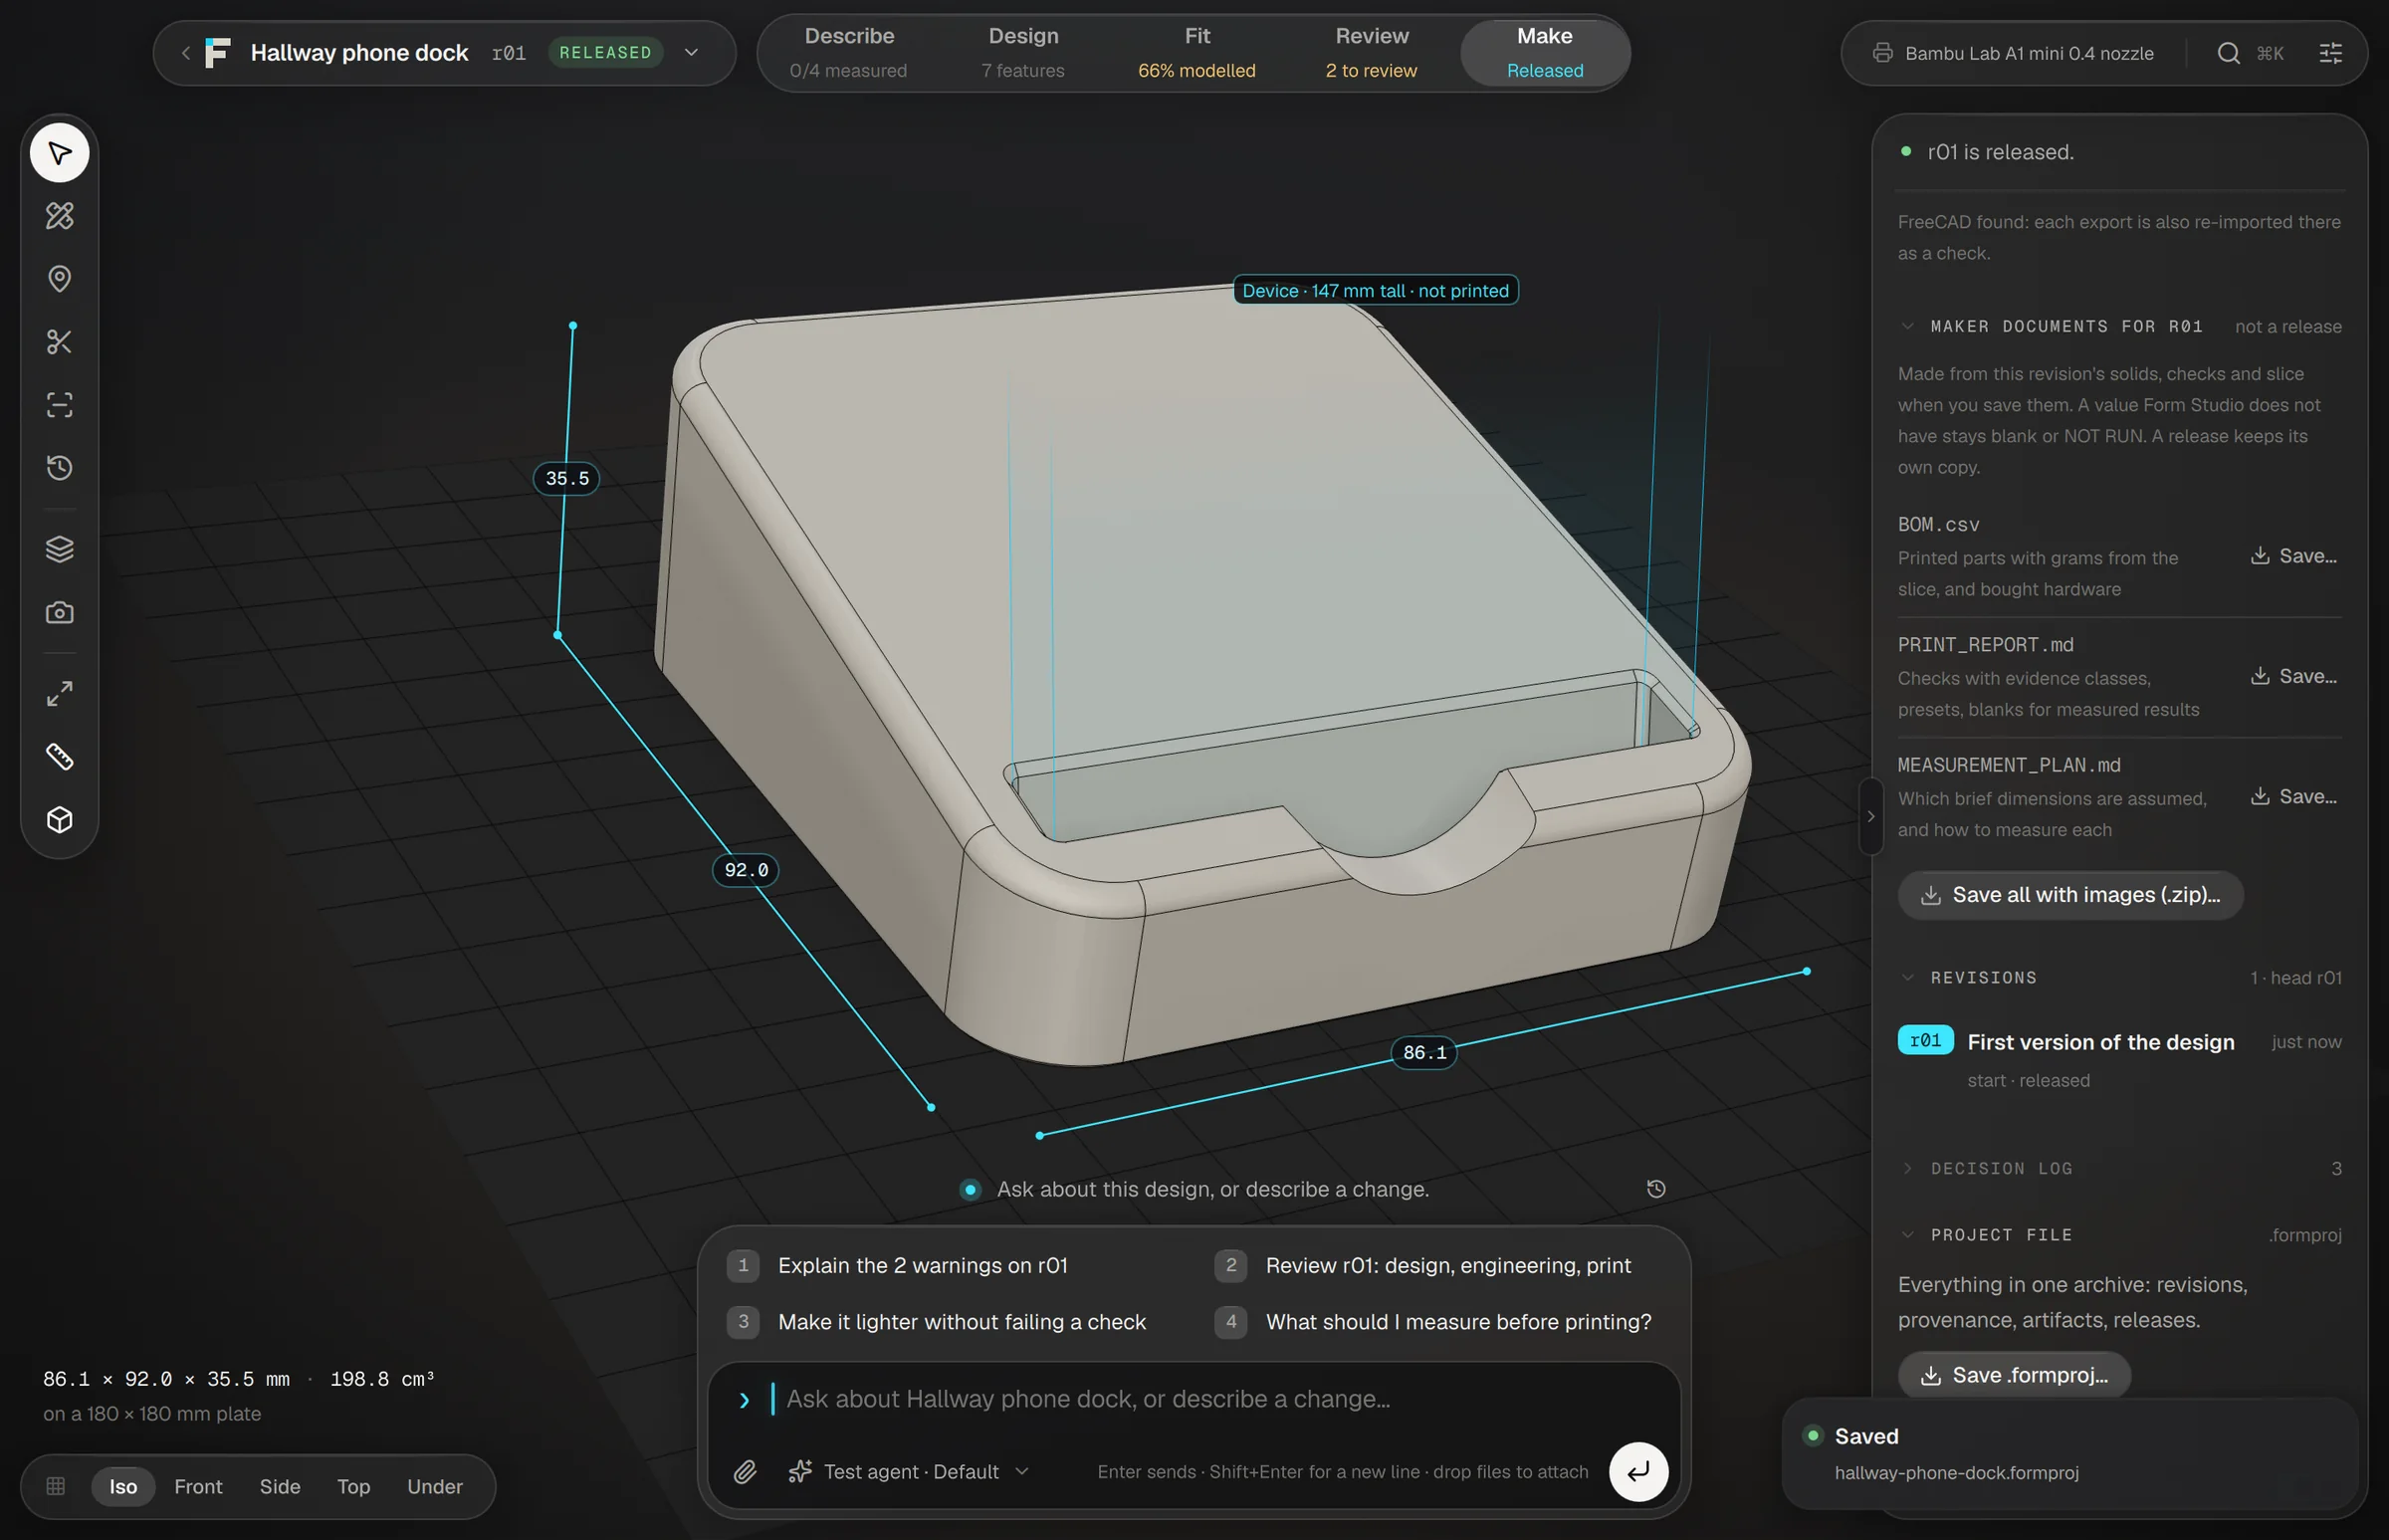 Hallway phone dock r01 RELEASED
Describe
0/4 measured
Design
7 features
Fit
66% modelled
Review
2 to review
Make
Released
Bambu Lab A1 mini 0.4 nozzle
⌘K
r01 is released.
FreeCAD found: each export is also re-imported there
as a check.
MAKER DOCUMENTS FOR R01 not a release
Made from this revision's solids, checks and slice
when you save them. A value Form Studio does not
have stays blank or NOT RUN. A release keeps its
own copy.
BOM.csv
Printed parts with grams from the
slice, and bought hardware
Save...
PRINT_REPORT.md
Checks with evidence classes,
presets, blanks for measured results
Save...
MEASUREMENT_PLAN.md
Which brief dimensions are assumed,
and how to measure each
Save...
Save all with images (.zip)...
REVISIONS 1 · head r01
r01 First version of the design just now
start · released
DECISION LOG 3
PROJECT FILE .formproj
Everything in one archive: revisions,
provenance, artifacts, releases.
Save .formproj...
Saved
hallway-phone-dock.formproj
Device · 147 mm tall · not printed
35.5
92.0
86.1
Ask about this design, or describe a change.
1 Explain the 2 warnings on r01
2 Review r01: design, engineering, print
3 Make it lighter without failing a check
4 What should I measure before printing?
Ask about Hallway phone dock, or describe a change...
Test agent · Default
Enter sends · Shift+Enter for a new line · drop files to attach
86.1 × 92.0 × 35.5 mm · 198.8 cm³
on a 180 × 180 mm plate
Iso Front Side Top Under